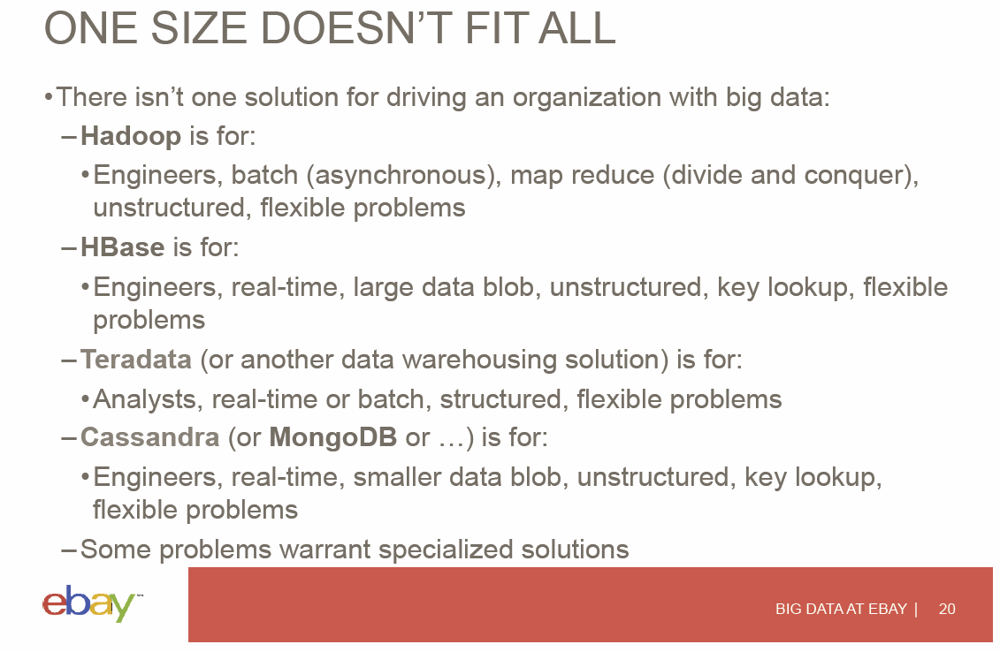 ONE SIZE DOESN’T FIT ALL
•There isn’t one solution for driving an organization with big data:
–Hadoop is for:
•Engineers, batch (asynchronous), map reduce (divide and conquer),
unstructured, flexible problems
–HBase is for:
•Engineers, real-time, large data blob, unstructured, key lookup, flexible
problems
–Teradata (or another data warehousing solution) is for:
•Analysts, real-time or batch, structured, flexible problems
–Cassandra (or MongoDB or …) is for:
•Engineers, real-time, smaller data blob, unstructured, key lookup,
flexible problems
–Some problems warrant specialized solutions
ebay™
BIG DATA AT EBAY | 20